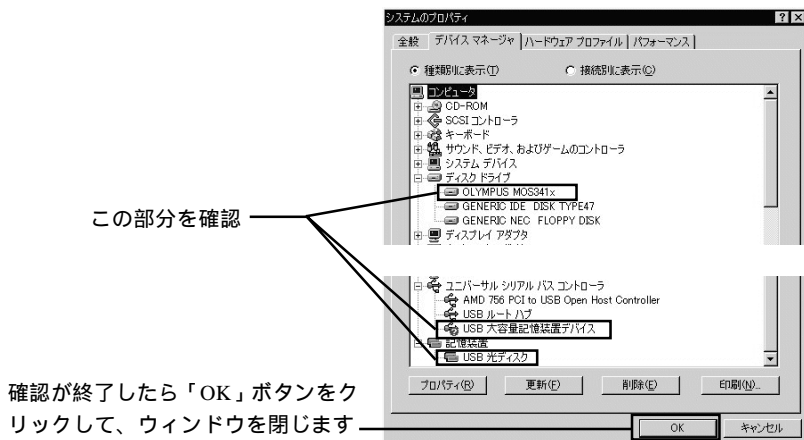 システムのプロパティ
全般 デバイス マネージャ ハードウェア プロファイル パフォーマンス
種類別に表示(T) 接続別に表示(C)
コンピュータ
CD-ROM
SCSI コントローラ
キーボード
サウンド、ビデオ、およびゲームのコントローラ
システム デバイス
ディスク ドライブ
OLYMPUS MOS341x
GENERIC IDE DISK TYPE47
GENERIC NEC FLOPPY DISK
ディスプレイ アダプタ
この部分を確認
ユニバーサル シリアル バス コントローラ
AMD 756 PCI to USB Open Host Controller
USB ルート ハブ
USB 大容量記憶装置デバイス
記憶装置
USB 光ディスク
プロパティ(R) 更新(F) 削除(E) 印刷(N)...
確認が終了したら「OK」ボタンをク
リックして、ウィンドウを閉じます
OK キャンセル